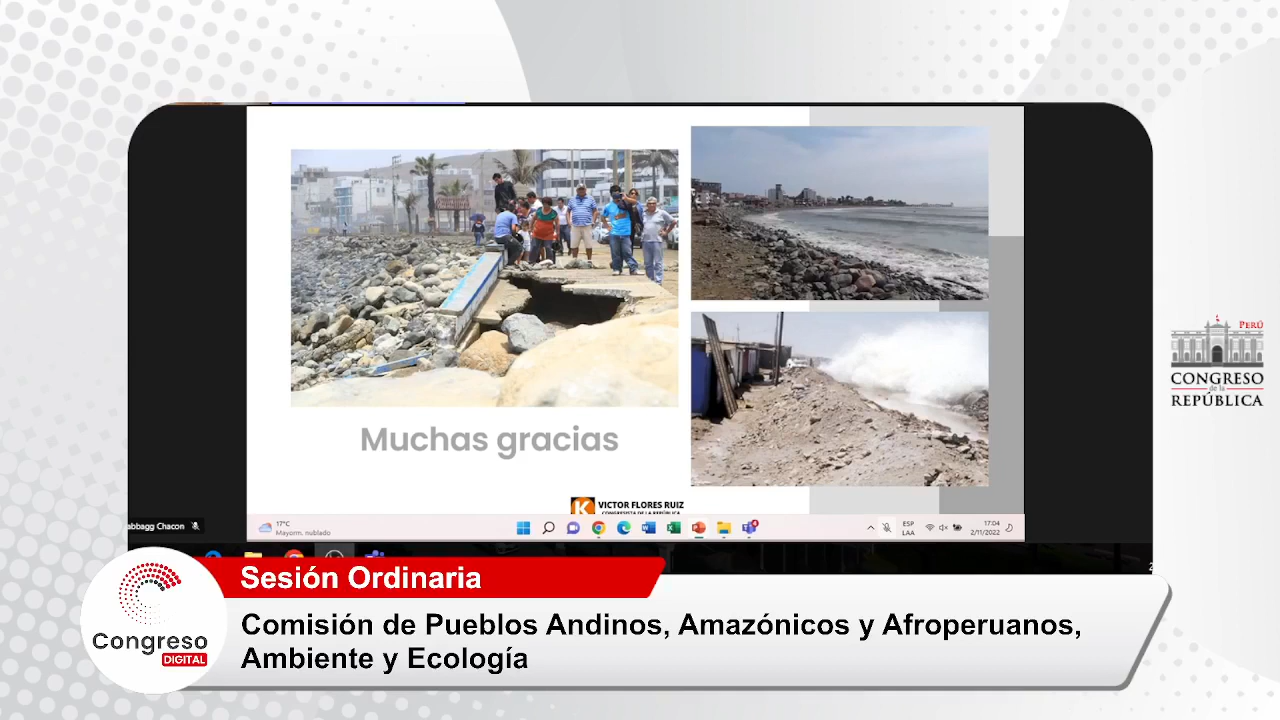 Muchas gracias
VICTOR FLORES RUIZ
CONGRESISTA DE LA REPÚBLICA
abbagg Chacon
17°C
Mayorm. nublado
ESP
LAA
17:04
2/11/2022
PERÚ
CONGRESO
de la
REPÚBLICA
Sesión Ordinaria
Comisión de Pueblos Andinos, Amazónicos y Afroperuanos,
Ambiente y Ecología
Congreso
DIGITAL